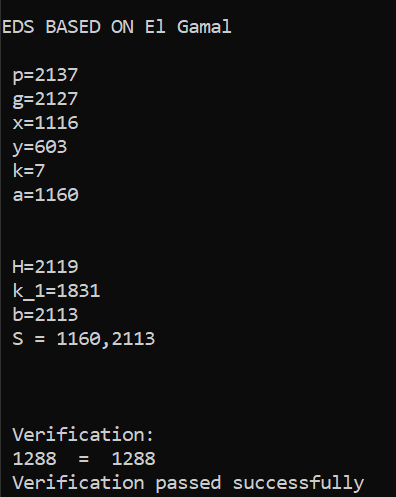 EDS BASED ON El Gamal
p=2137
g=2127
x=1116
y=603
k=7
a=1160
H=2119
k_1=1831
b=2113
S = 1160,2113
Verification:
1288  =  1288
Verification passed successfully